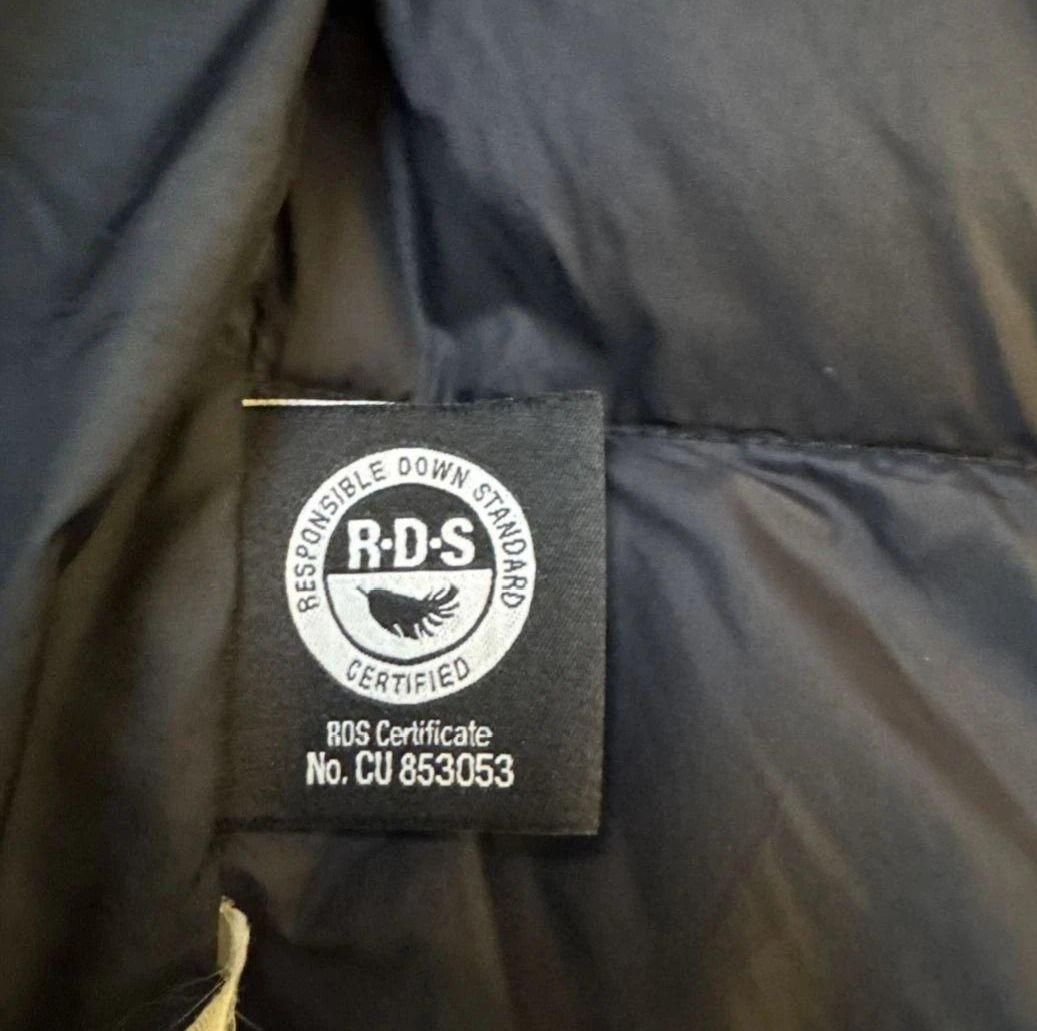 RESPONSIBLE DOWN STANDARD
R·D·S
CERTIFIED
RDS Certificate
No. CU 853053